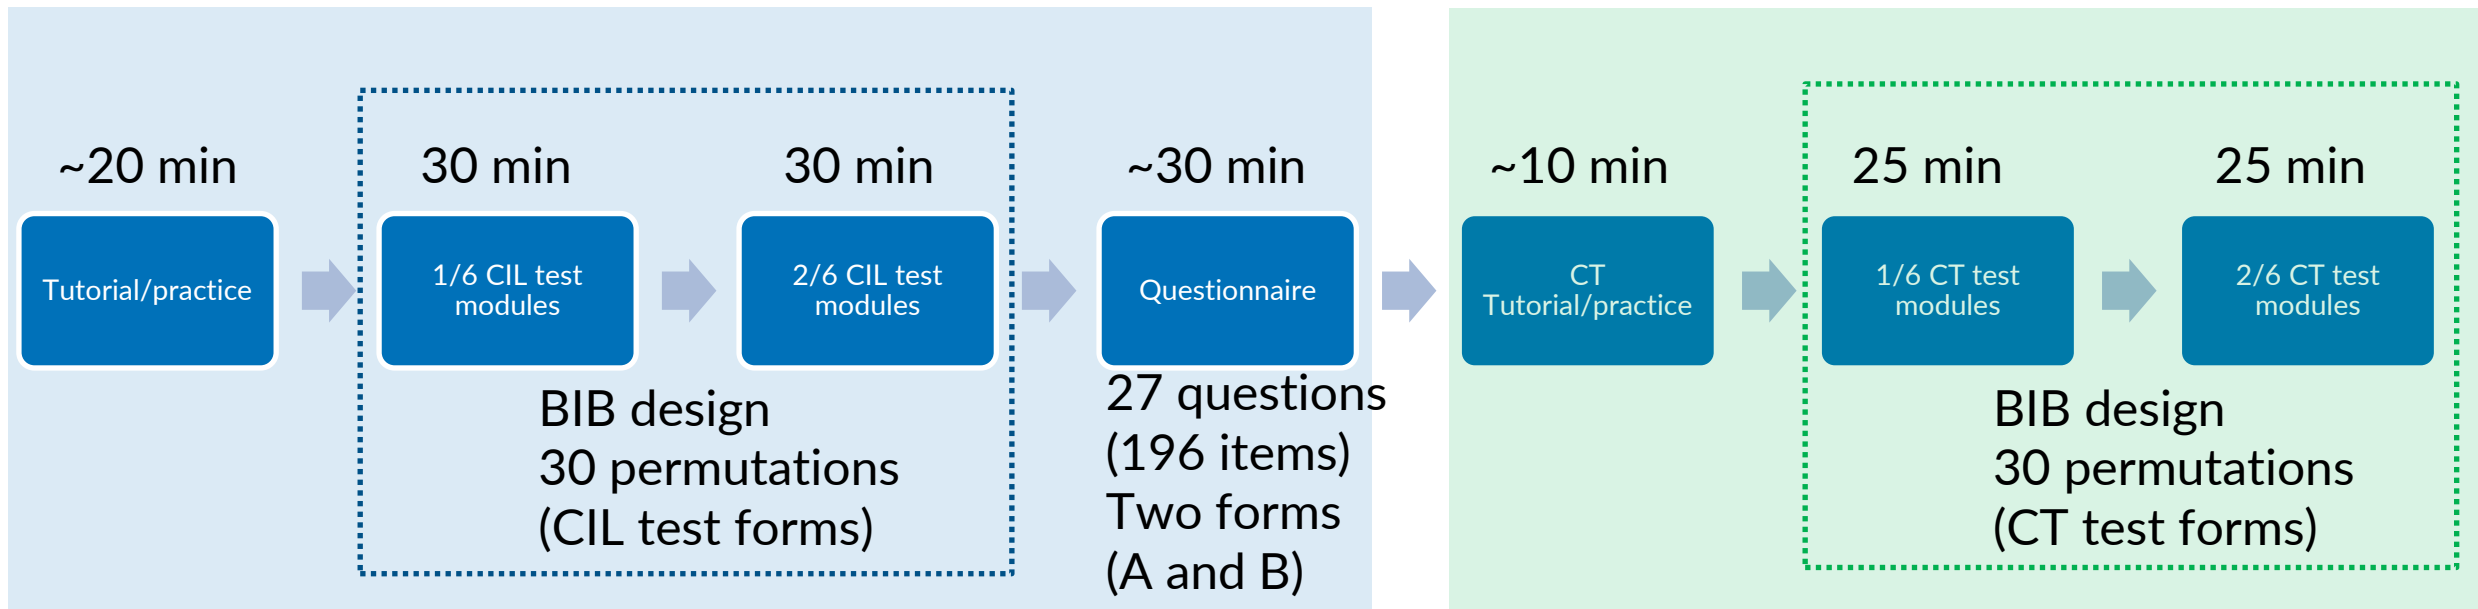 ~20 min
30 min
30 min
~30 min
~10 min
25 min
25 min
Tutorial/practice
1/6 CIL test
modules
2/6 CIL test
modules
Questionnaire
CT
Tutorial/practice
1/6 CT test
modules
2/6 CT test
modules
BIB design
30 permutations
(CIL test forms)
27 questions
(196 items)
Two forms
(A and B)
BIB design
30 permutations
(CT test forms)